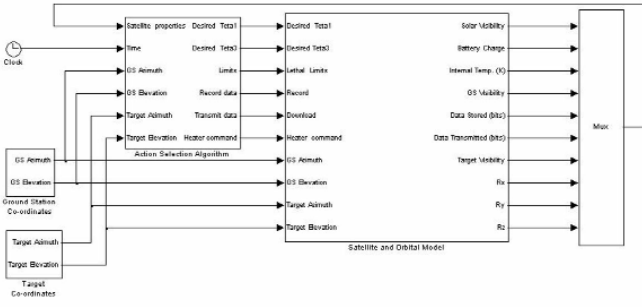 Satellite properties Desired Teta1
Time Desired Teta3
GS Azimuth Limitx
GS Elevation Record data
Target Azimuth Transmit data
Target Elevation Heater command
Action Selection Algorithm
Clock
GS Azimuth
GS Elevation
Ground Station
Co-ordinates
Target Azimuth
Target Elevation
Target
Co-ordinates
Desired Teta1 Solar Visibility
Desired Teta3 Battery Charge
Lethal Limitx Internal Temp. (K)
Record GS Visibility
Download Data Stored (bits)
Heater command Data Transmitted (bits)
GS Azimuth Target Visibility
GS Elevation Rx
Target Azimuth Ry
Target Elevation Rz
Satellite and Orbital Model
Mux